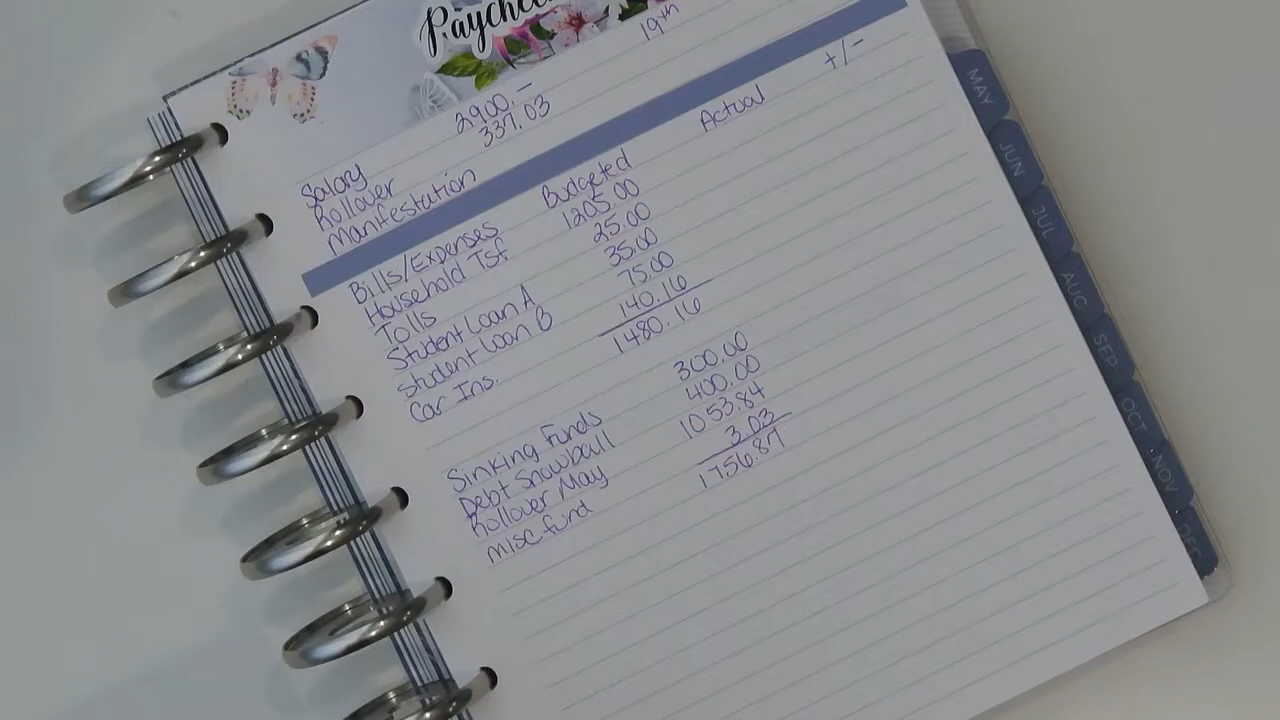 Paychec
19th
Salary 2900.–
Rollover 337.03
Manifestation
Bills/Expenses Budgeted Actual +/-
Household Tsf 1205.00
Tolls 25.00
Student Loan A 35.00
Student Loan B 75.00
Car Ins. 140.16
1480.16
Sinking Funds 300.00
Debt Snowball 400.00
Rollover May 1053.84
misc fund 3.03
1756.87
MAY
JUN
JUL
AUG
SEP
OCT
NOV
DEC